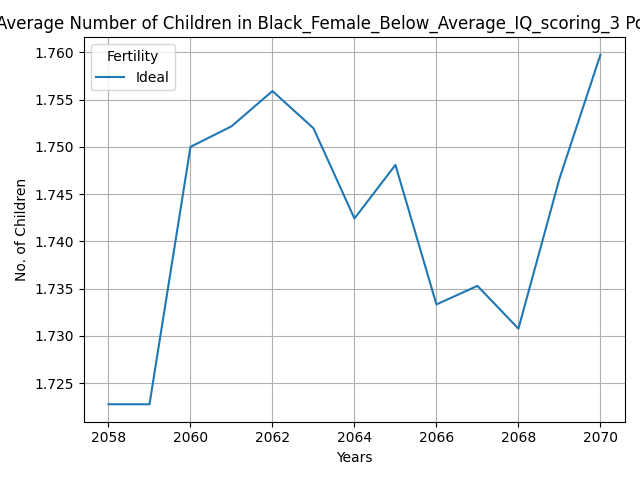 Average Number of Children in Black_Female_Below_Average_IQ_scoring_3 Po
Fertility
Ideal
1.760
1.755
1.750
1.745
1.740
1.735
1.730
1.725
No. of Children
2058 2060 2062 2064 2066 2068 2070
Years